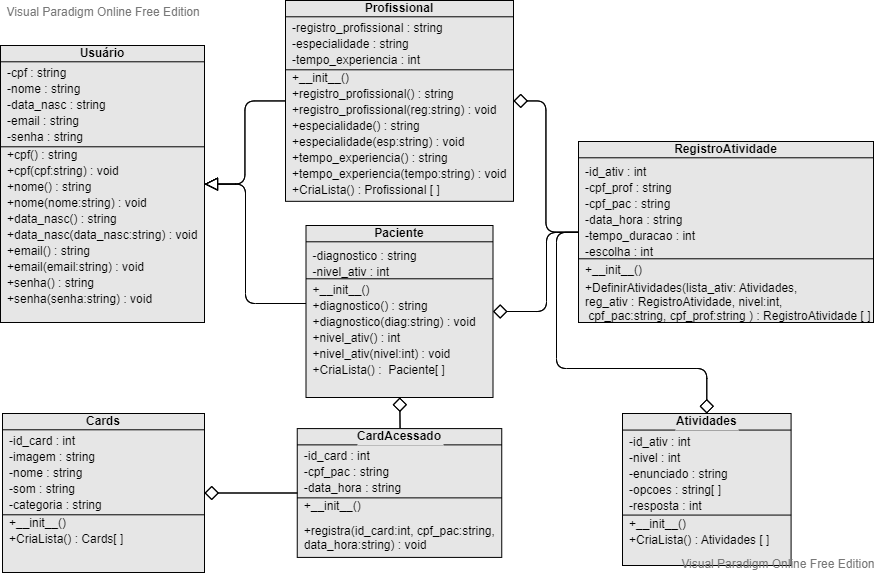 Visual Paradigm Online Free Edition
Usuário
-cpf : string
-nome : string
-data_nasc : string
-email : string
-senha : string
+cpf() : string
+cpf(cpf:string) : void
+nome() : string
+nome(nome:string) : void
+data_nasc() : string
+data_nasc(data_nasc:string) : void
+email() : string
+email(email:string) : void
+senha() : string
+senha(senha:string) : void
Profissional
-registro_profissional : string
-especialidade : string
-tempo_experiencia : int
+__init__()
+registro_profissional() : string
+registro_profissional(reg:string) : void
+especialidade() : string
+especialidade(esp:string) : void
+tempo_experiencia() : string
+tempo_experiencia(tempo:string) : void
+CriaLista() : Profissional [ ]
RegistroAtividade
-id_ativ : int
-cpf_prof : string
-cpf_pac : string
-data_hora : string
-tempo_duracao : int
-escolha : int
+__init__()
+DefinirAtividades(lista_ativ: Atividades,
reg_ativ : RegistroAtividade, nivel:int,
cpf_pac:string, cpf_prof:string ) : RegistroAtividade [ ]
Paciente
-diagnostico : string
-nivel_ativ : int
+__init__()
+diagnostico() : string
+diagnostico(diag:string) : void
+nivel_ativ() : int
+nivel_ativ(nivel:int) : void
+CriaLista() : Paciente[ ]
Cards
-id_card : int
-imagem : string
-nome : string
-som : string
-categoria : string
+__init__()
+CriaLista() : Cards[ ]
CardAcessado
-id_card : int
-cpf_pac : string
-data_hora : string
+__init__()
+registra(id_card:int, cpf_pac:string,
data_hora:string) : void
Atividades
-id_ativ : int
-nivel : int
-enunciado : string
-opcoes : string[ ]
-resposta : int
+__init__()
+CriaLista() : Atividades [ ]
Visual Paradigm Online Free Edition